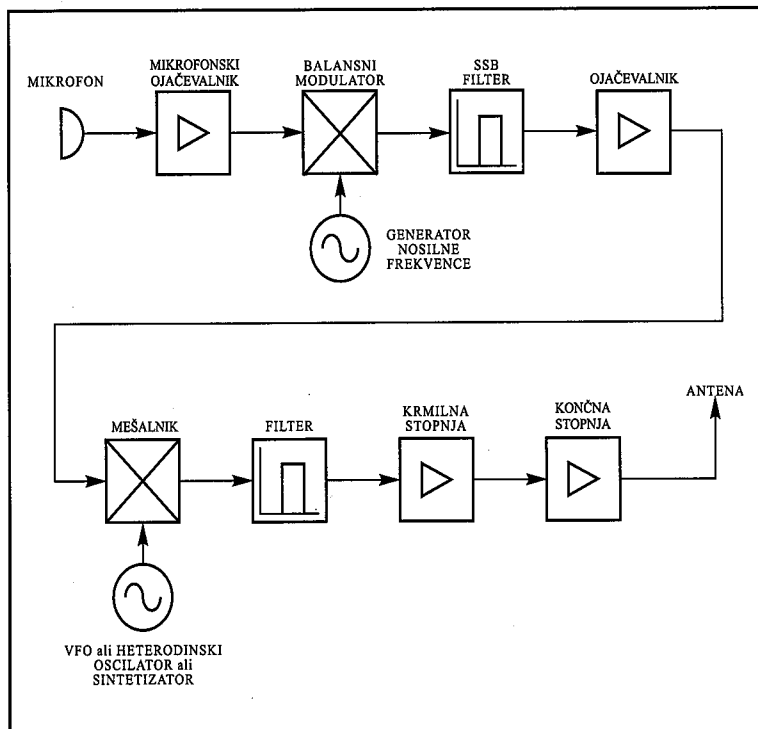 MIKROFON
MIKROFONSKI
OJAČEVALNIK
BALANSNI
MODULATOR
SSB
FILTER
OJAČEVALNIK
GENERATOR
NOSILNE
FREKVENCE
MEŠALNIK
FILTER
KRMILNA
STOPNJA
KONČNA
STOPNJA
ANTENA
VFO ali HETERODINSKI
OSCILATOR ali
SINTETIZATOR